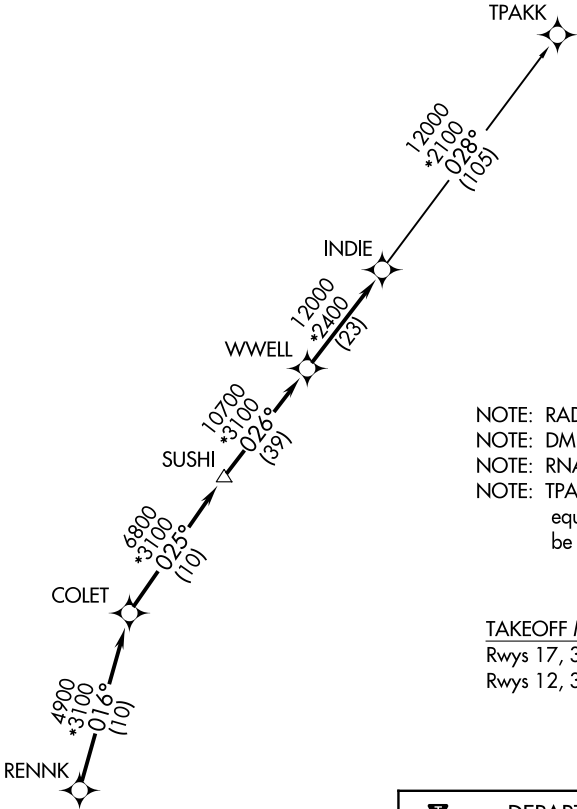 TPAKK
12000
*2100
028°
(105)
INDIE
12000
*2400
(23)
WWELL
10700
*3100
026°
(39)
SUSHI
6800
*3100
025°
(10)
COLET
4900
*3100
016°
(10)
RENNK
NOTE: RAD
NOTE: DM
NOTE: RNA
NOTE: TPA
equ
be
TAKEOFF
Rwys 17, 3
Rwys 12, 3
T DEPART